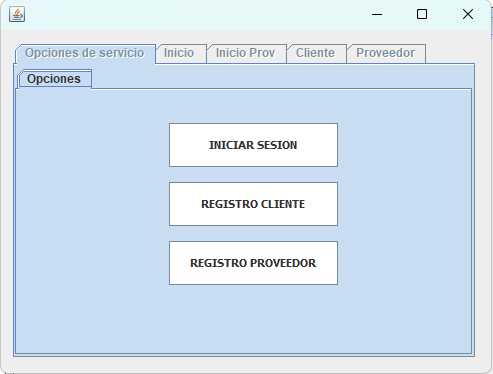 Opciones de servicio Inicio Inicio Prov Cliente Proveedor
Opciones
INICIAR SESION
REGISTRO CLIENTE
REGISTRO PROVEEDOR